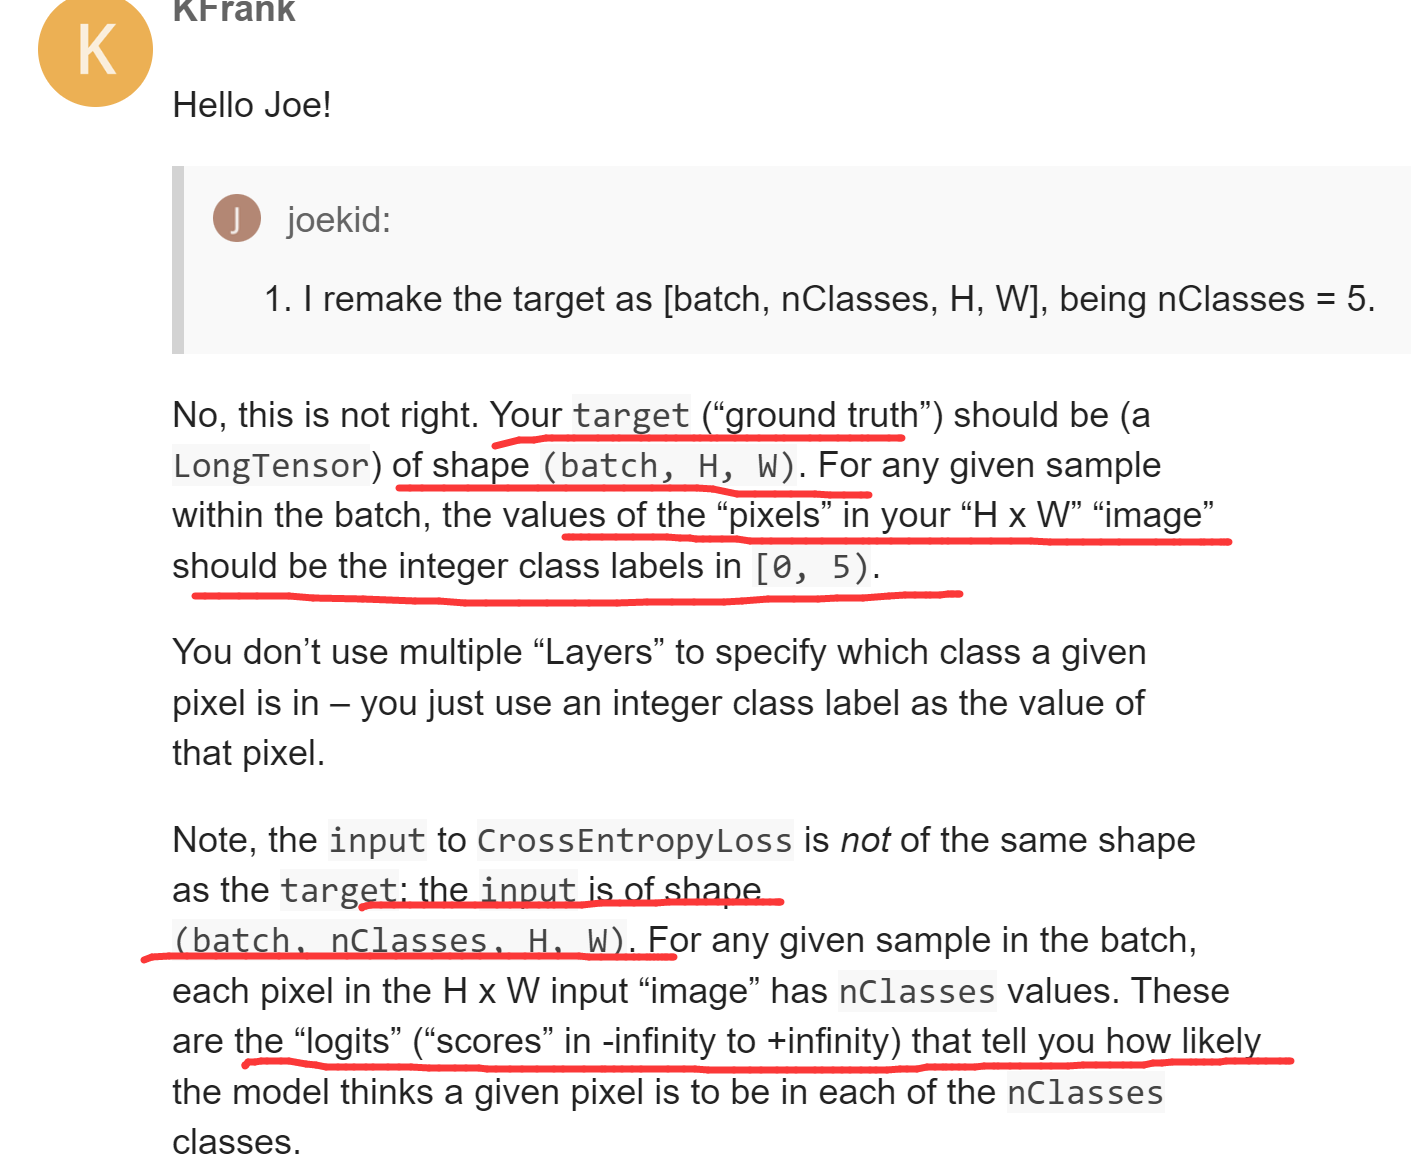 KFrank
K
Hello Joe!
J
joekid:
1. I remake the target as [batch, nClasses, H, W], being nClasses = 5.
No, this is not right. Your target (“ground truth”) should be (a
LongTensor) of shape (batch, H, W). For any given sample
within the batch, the values of the “pixels” in your “H x W” “image”
should be the integer class labels in [0, 5).
You don’t use multiple “Layers” to specify which class a given
pixel is in – you just use an integer class label as the value of
that pixel.
Note, the input to CrossEntropyLoss is not of the same shape
as the target: the input is of shape
(batch, nClasses, H, W). For any given sample in the batch,
each pixel in the H x W input “image” has nClasses values. These
are the “logits” (“scores” in -infinity to +infinity) that tell you how likely
the model thinks a given pixel is to be in each of the nClasses
classes.